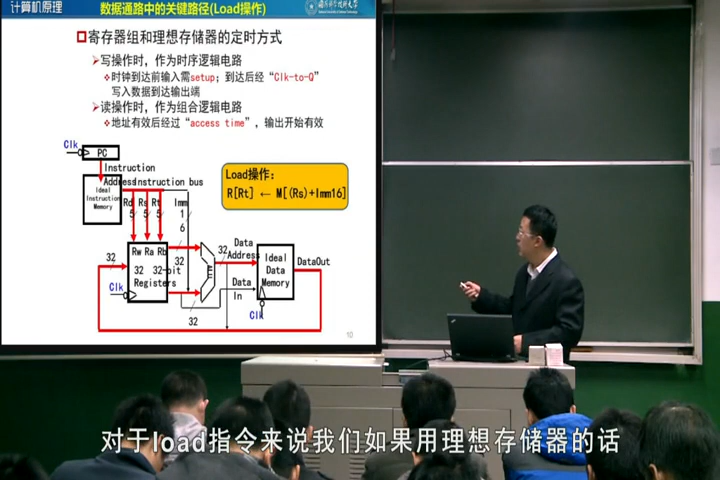 计算机原理
数据通路中的关键路径(Load操作)
国防科学技术大学
寄存器组和理想存储器的定时方式
写操作时，作为时序逻辑电路
时钟到达前输入需setup；到达后经“Clk-to-Q”
写入数据到达输出端
读操作时，作为组合逻辑电路
地址有效后经过“access time”，输出开始有效
Clk
PC
Instruction
Address
Instruction bus
Ideal
Instruction
Memory
Rd Rs Rt Imm
5 5 5 16
Load操作：
R[Rt] ← M[(Rs)+Imm16]
32
Rw Ra Rb
32 32-bit
Registers
Clk
32
32
32
Data
Address
Data
In
Ideal
Data
Memory
Clk
DataOut
10
对于load指令来说我们如果用理想存储器的话